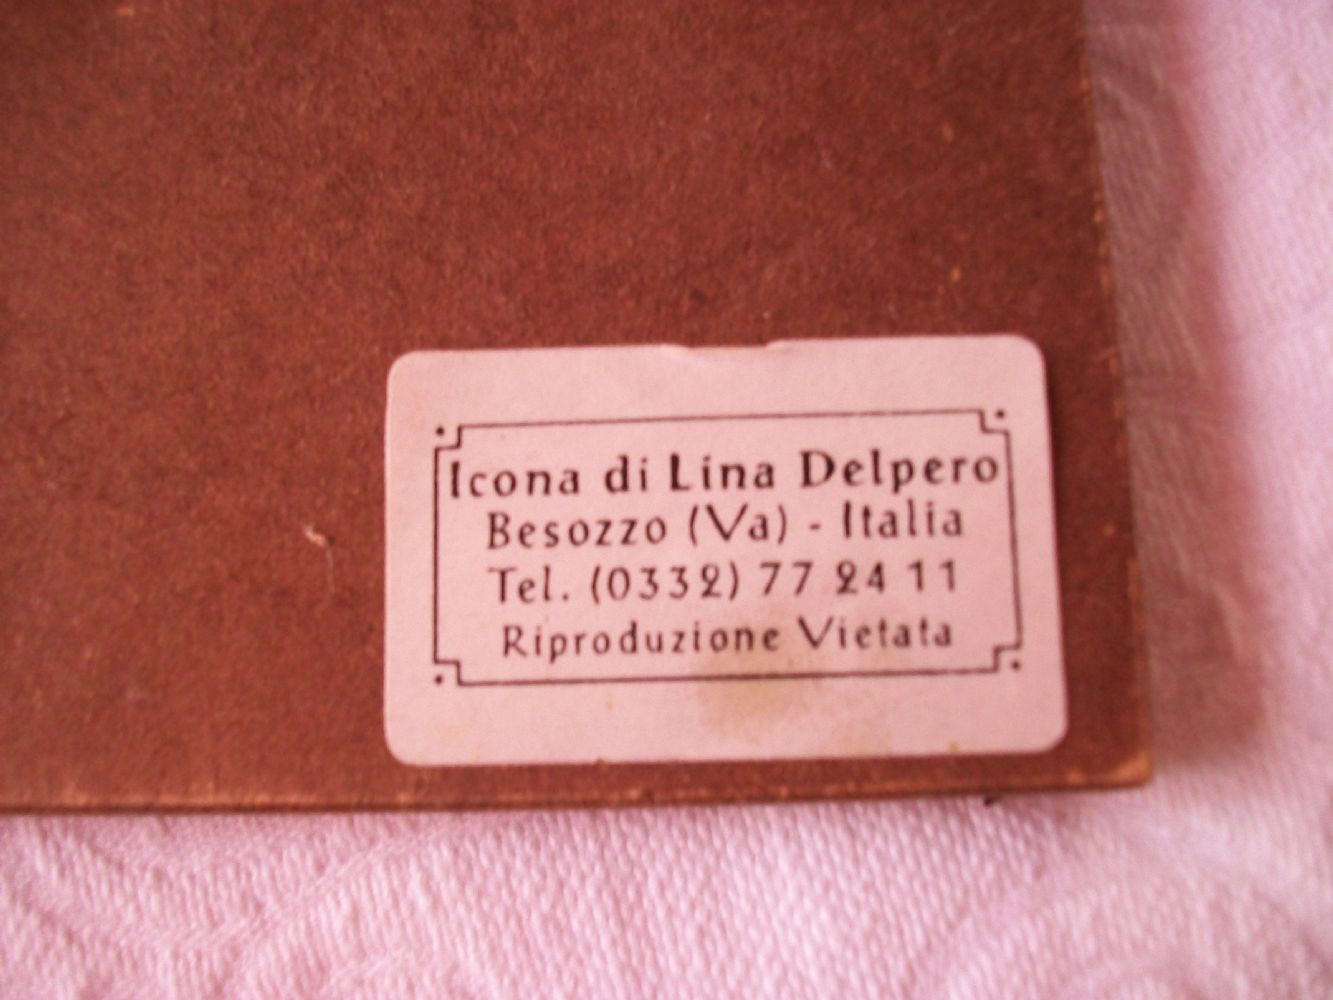 Icona di Lina Delpero
Besozzo (Va) - Italia
Tel. (0332) 77 24 11
Riproduzione Vietata